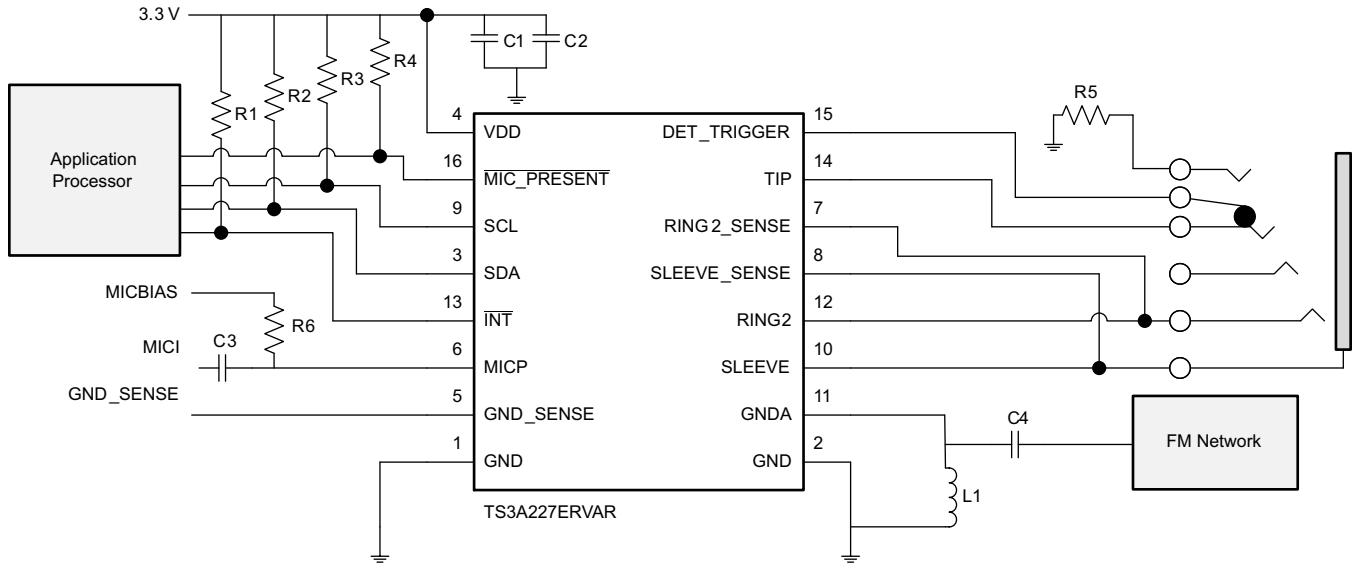 3.3 V
C1
C2
R4
R3
R2
R1
R5
Application
Processor
4
VDD
DET_TRIGGER
15
16
MIC_PRESENT
TIP
14
9
SCL
RING2_SENSE
7
3
SDA
SLEEVE_SENSE
8
MICBIAS
13
INT
RING2
12
R6
MICI
C3
6
MICP
SLEEVE
10
GND_SENSE
5
GND_SENSE
GNDA
11
C4
FM Network
1
GND
GND
2
L1
TS3A227ERVAR